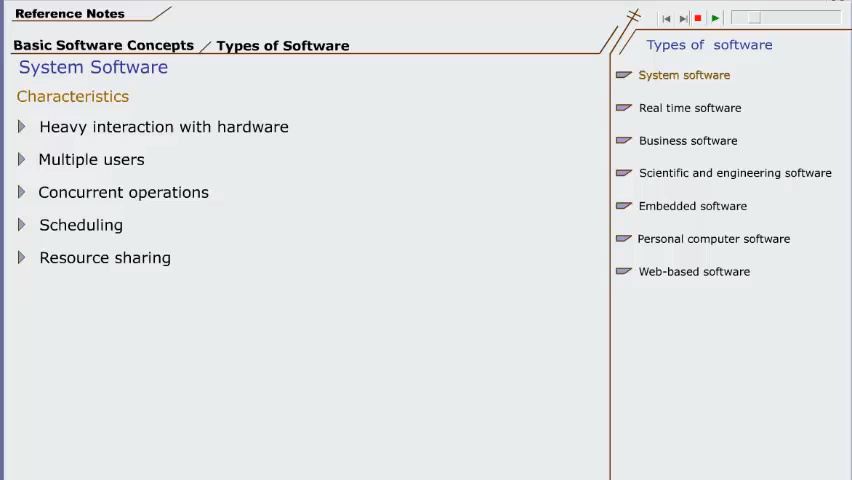 Reference Notes
Basic Software Concepts / Types of Software
System Software
Characteristics
Heavy interaction with hardware
Multiple users
Concurrent operations
Scheduling
Resource sharing
Types of software
System software
Real time software
Business software
Scientific and engineering software
Embedded software
Personal computer software
Web-based software